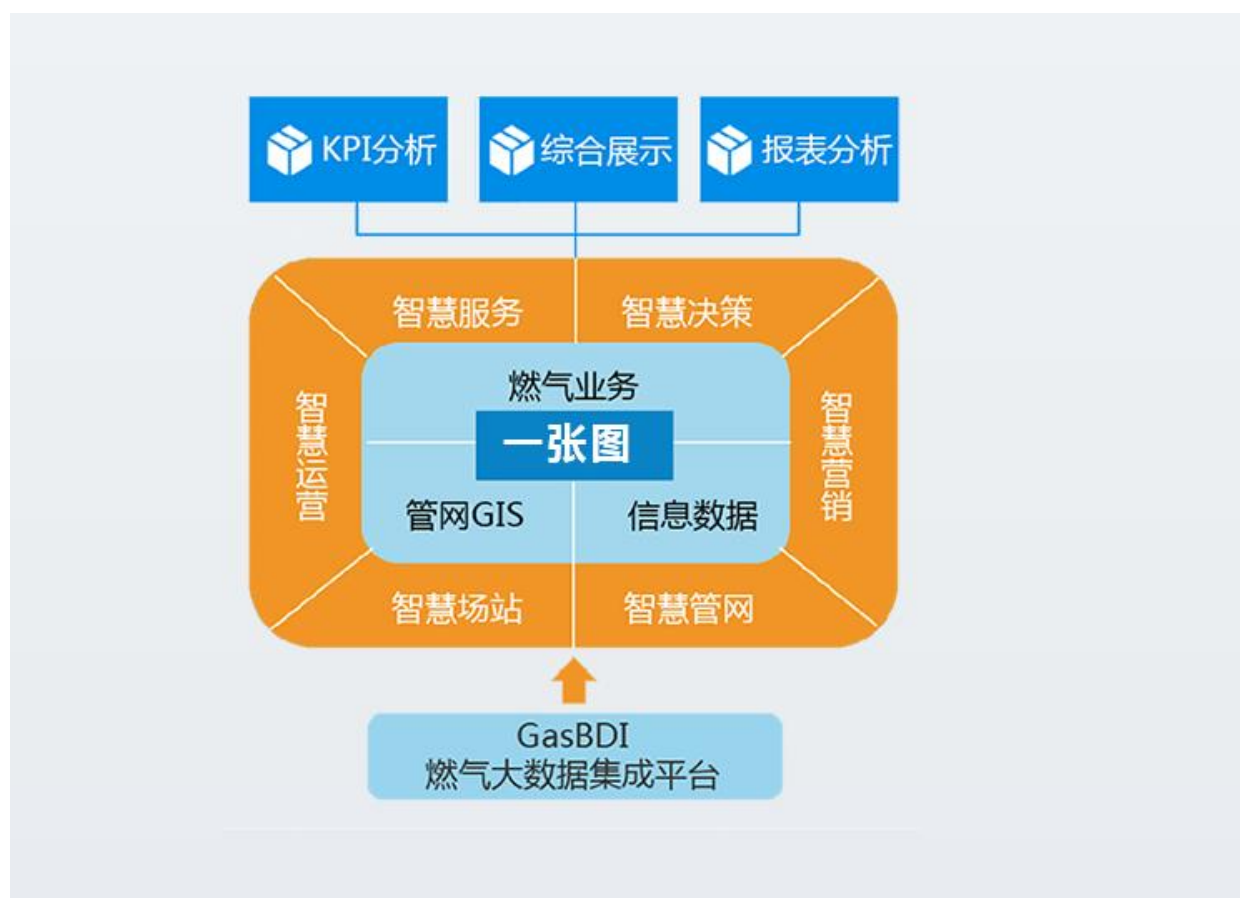 KPI分析
综合展示
报表分析
智慧服务
智慧决策
智慧运营
燃气业务
一张图
管网GIS
信息数据
智慧营销
智慧场站
智慧管网
GasBDI
燃气大数据集成平台